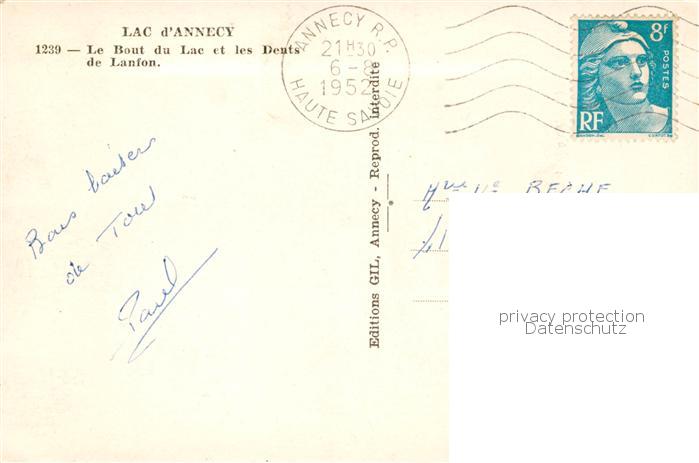 LAC d'ANNECY
1239 — Le Bout du Lac et les Dents
de Lanfon.
ANNECY R.P.
21H30
6-8
1952
HAUTE SAVOIE
8f
POSTES
RF
Bons baisers
de Tous
Paul
Editions GIL, Annecy - Reprod. interdite
privacy protection
Datenschutz